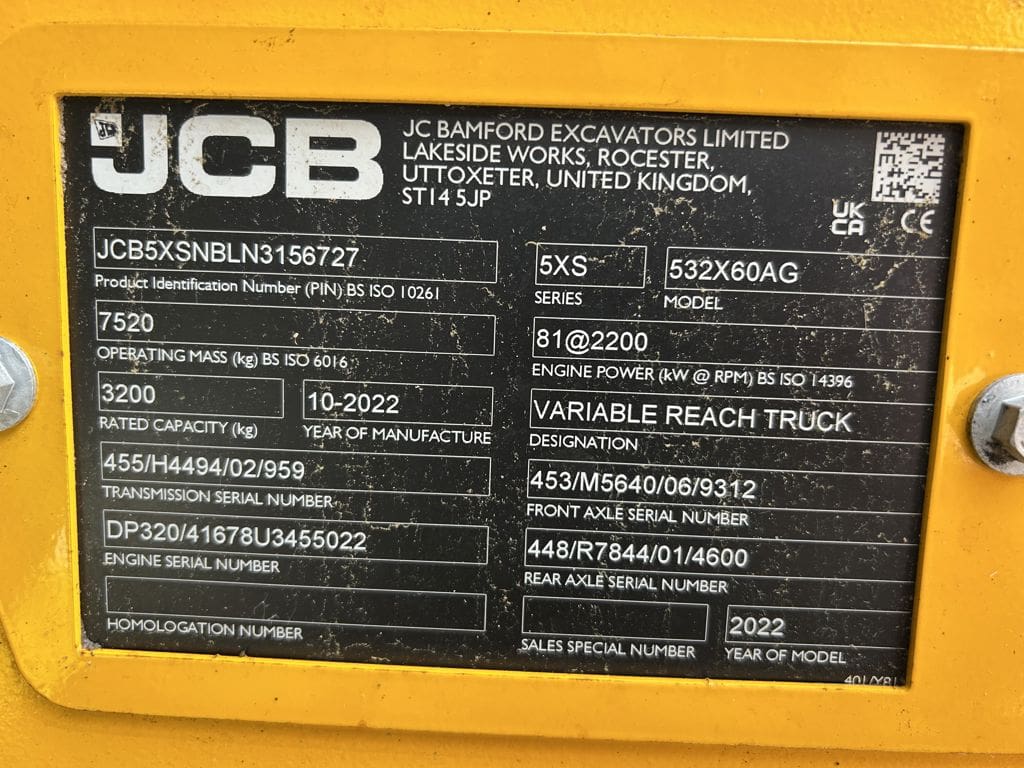 JCB
JC BAMFORD EXCAVATORS LIMITED
LAKESIDE WORKS, ROCESTER,
UTTOXETER, UNITED KINGDOM,
ST14 5JP
UK
CA
CE
JCB5XSNBLN3156727
Product Identification Number (PIN) BS ISO 10261
5XS
SERIES
532X60AG
MODEL
7520
OPERATING MASS (kg) BS ISO 6016
81@2200
ENGINE POWER (kW @ RPM) BS ISO 14396
3200
RATED CAPACITY (kg)
10-2022
YEAR OF MANUFACTURE
VARIABLE REACH TRUCK
DESIGNATION
455/H4494/02/959
TRANSMISSION SERIAL NUMBER
453/M5640/06/9312
FRONT AXLE SERIAL NUMBER
DP320/41678U3455022
ENGINE SERIAL NUMBER
448/R7844/01/4600
REAR AXLE SERIAL NUMBER
HOMOLOGATION NUMBER
SALES SPECIAL NUMBER
2022
YEAR OF MODEL